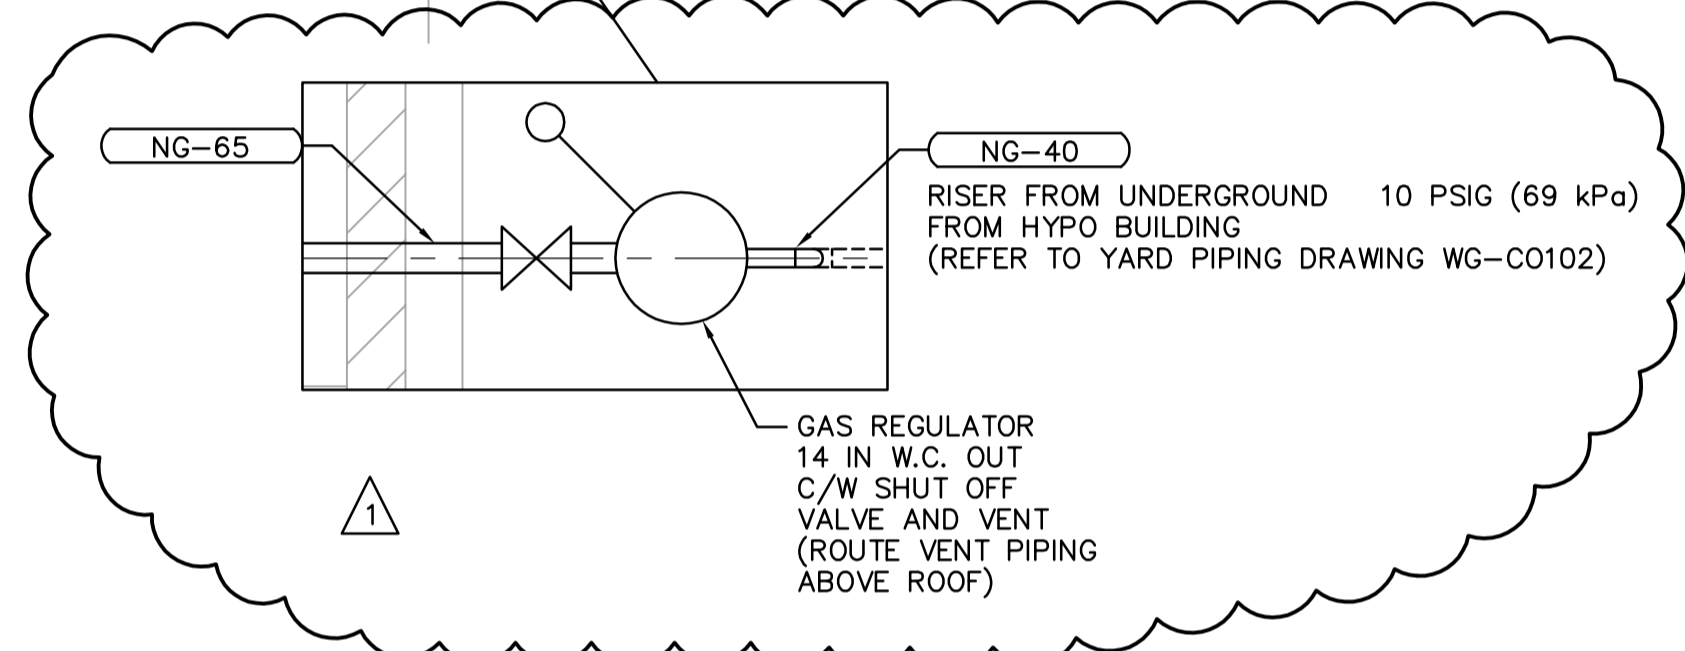 NG-65
NG-40
RISER FROM UNDERGROUND 10 PSIG (69 kPa)
FROM HYPO BUILDING
(REFER TO YARD PIPING DRAWING WG-CO102)
GAS REGULATOR
14 IN W.C. OUT
C/W SHUT OFF
VALVE AND VENT
(ROUTE VENT PIPING
ABOVE ROOF)
1